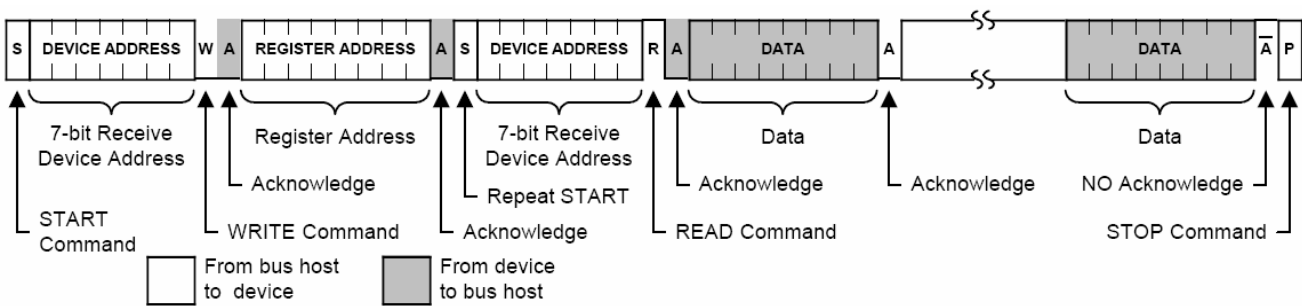 S DEVICE ADDRESS W A REGISTER ADDRESS A S DEVICE ADDRESS R A DATA A DATA A̅ P
7-bit Receive
Device Address
Register Address
7-bit Receive
Device Address
Data
Data
Acknowledge
Repeat START
Acknowledge
Acknowledge
NO Acknowledge
START
Command
WRITE Command
Acknowledge
READ Command
STOP Command
From bus host
to device
From device
to bus host